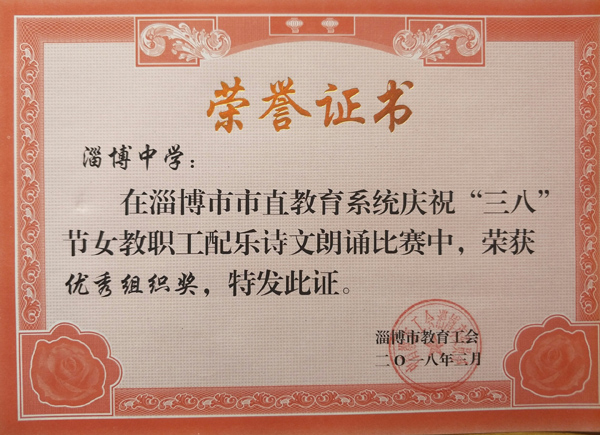 荣誉证书
淄博中学：
在淄博市市直教育系统庆祝“三八”
节女教职工配乐诗文朗诵比赛中，荣获
优秀组织奖，特发此证。
淄博市教育工会
二〇一八年三月